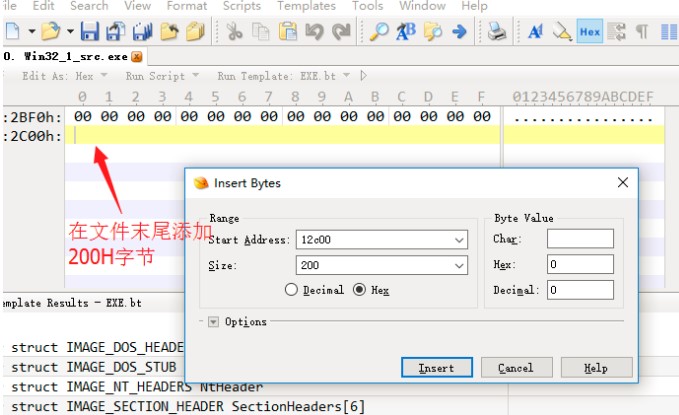 ile Edit Search View Format Scripts Templates Tools Window Help
Hex
O. Win32_1_src.exe
Edit As: Hex Run Script Run Template: EXE.bt
0 1 2 3 4 5 6 7 8 9 A B C D E F 0123456789ABCDEF
:2BF0h: 00 00 00 00 00 00 00 00 00 00 00 00 00 00 00 00 ................
:2C00h:
在文件末尾添加
200H字节
Insert Bytes
Range
Start Address: 12c00
Size: 200
Decimal Hex
Options
Byte Value
Char:
Hex: 0
Decimal: 0
Insert Cancel Help
emplate Results - EXE.bt
struct IMAGE_DOS_HEADE
struct IMAGE_DOS_STUB
struct IMAGE_NT_HEADERS NtHeader
struct IMAGE_SECTION_HEADER SectionHeaders[6]